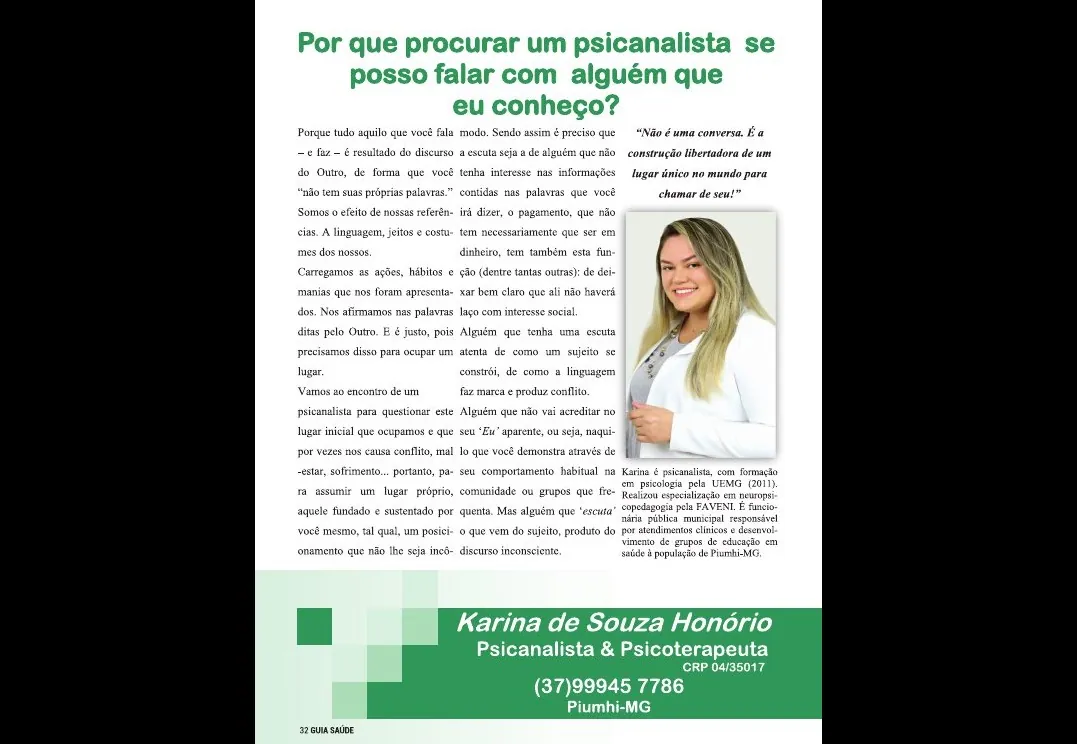 Por que procurar um psicanalista se
posso falar com alguém que
eu conheço?
Porque tudo aquilo que você fala
– e faz – é resultado do discurso
do Outro, de forma que você
“não tem suas próprias palavras.”
Somos o efeito de nossas referên-
cias. A linguagem, jeitos e costu-
mes dos nossos.
Carregamos as ações, hábitos e
manias que nos foram apresenta-
dos. Nos afirmamos nas palavras
ditas pelo Outro. E é justo, pois
precisamos disso para ocupar um
lugar.
Vamos ao encontro de um
psicanalista para questionar este
lugar inicial que ocupamos e que
por vezes nos causa conflito, mal
-estar, sofrimento... portanto, pa-
ra assumir um lugar próprio,
aquele fundado e sustentado por
você mesmo, tal qual, um posici-
onamento que não lhe seja incô-
modo. Sendo assim é preciso que
a escuta seja a de alguém que não
tenha interesse nas informações
contidas nas palavras que você
irá dizer, o pagamento, que não
tem necessariamente que ser em
dinheiro, tem também esta fun-
ção (dentre tantas outras): de dei-
xar bem claro que ali não haverá
laço com interesse social.
Alguém que tenha uma escuta
atenta de como um sujeito se
constrói, de como a linguagem
faz marca e produz conflito.
Alguém que não vai acreditar no
seu ‘Eu’ aparente, ou seja, naqui-
lo que você demonstra através de
seu comportamento habitual na
comunidade ou grupos que fre-
quenta. Mas alguém que ‘escuta’
o que vem do sujeito, produto do
discurso inconsciente.
“Não é uma conversa. É a
construção libertadora de um
lugar único no mundo para
chamar de seu!”
Karina é psicanalista, com formação
em psicologia pela UEMG (2011).
Realizou especialização em neuropsi-
copedagogia pela FAVENI. É funcio-
nária pública municipal responsável
por atendimentos clínicos e desenvol-
vimento de grupos de educação em
saúde à população de Piumhi-MG.
Karina de Souza Honório
Psicanalista & Psicoterapeuta
CRP 04/35017
(37)99945 7786
Piumhi-MG
32 GUIA SAÚDE